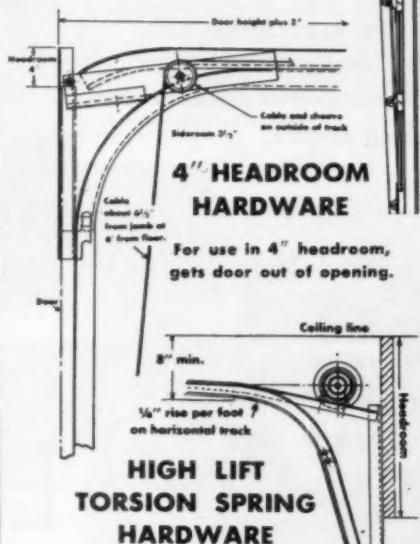 Door height plus 2"
Headroom
4"
Cable and sheave
on outside of track
Sideroom 3½"
4" HEADROOM
HARDWARE
Cable
about 6½"
from jamb at
6' from floor.
For use in 4" headroom,
gets door out of opening.
Door
Ceiling line
8" min.
Headroom
⅛" rise per foot
on horizontal track
HIGH LIFT
TORSION SPRING
HARDWARE